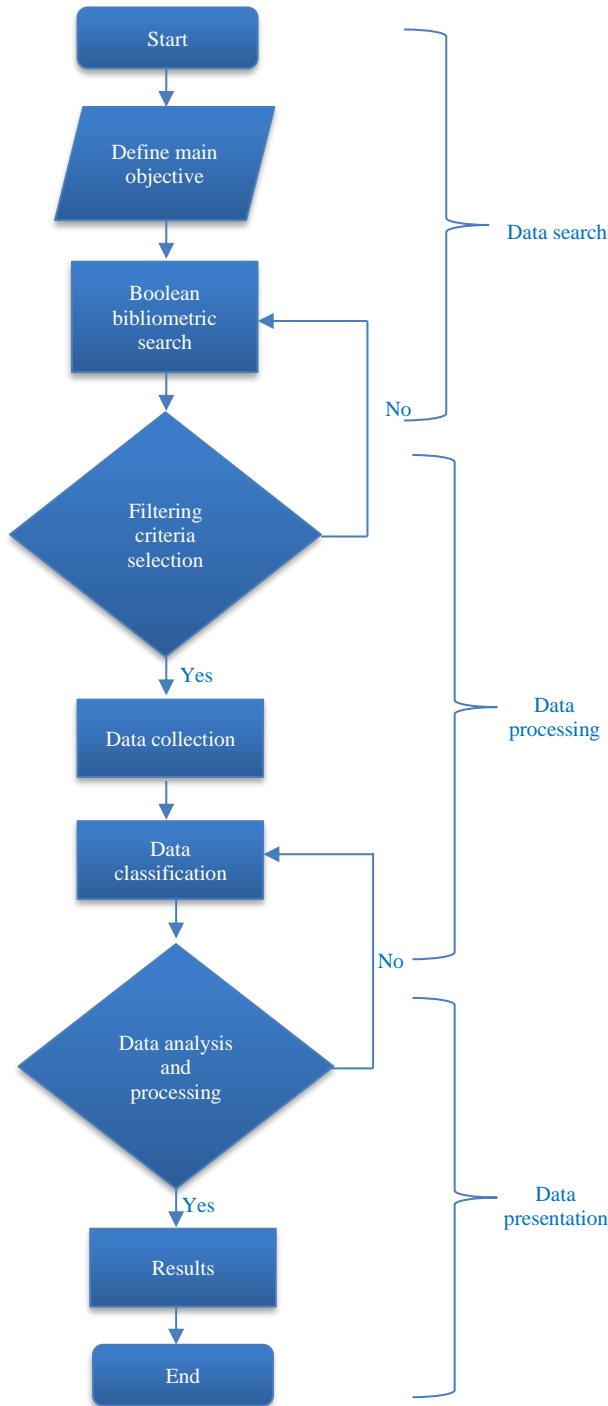 Start
Define main
objective
Data search
Boolean
bibliometric
search
No
Filtering
criteria
selection
Yes
Data
processing
Data collection
Data
classification
No
Data analysis
and
processing
Yes
Data
presentation
Results
End